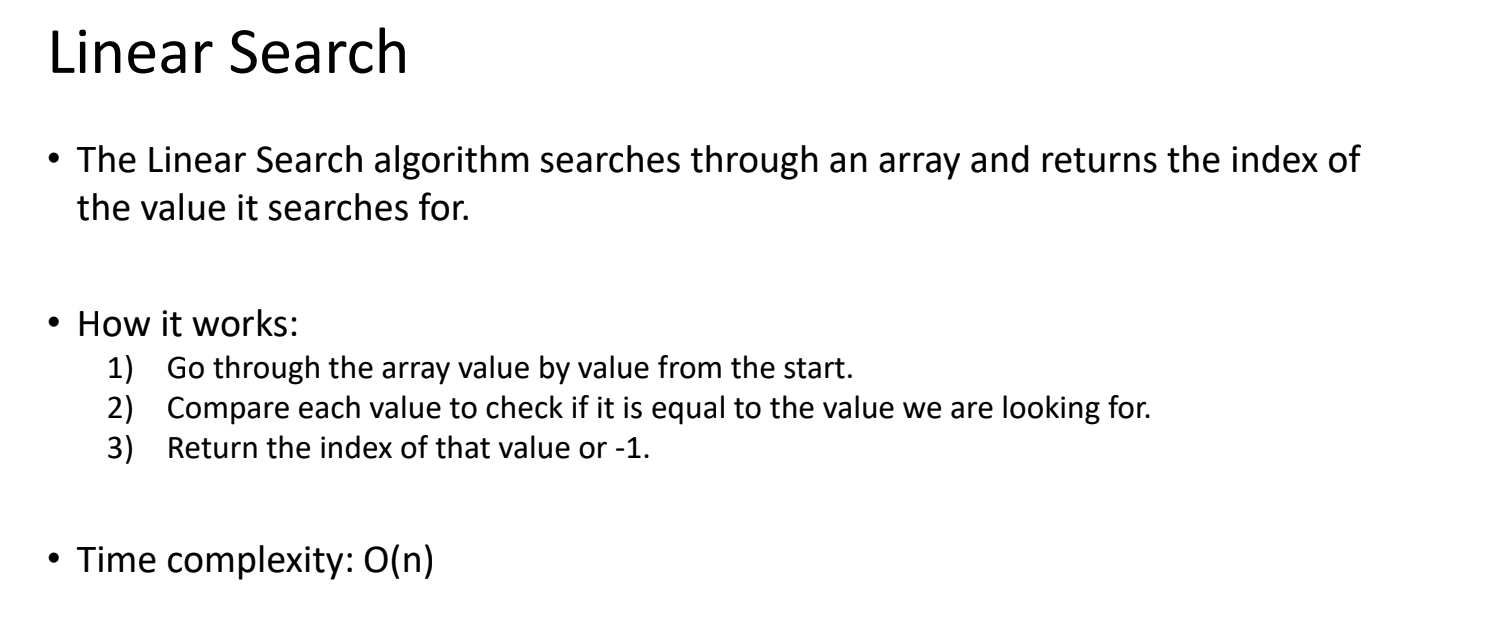 Linear Search
• The Linear Search algorithm searches through an array and returns the index of
the value it searches for.
• How it works:
1) Go through the array value by value from the start.
2) Compare each value to check if it is equal to the value we are looking for.
3) Return the index of that value or -1.
• Time complexity: O(n)